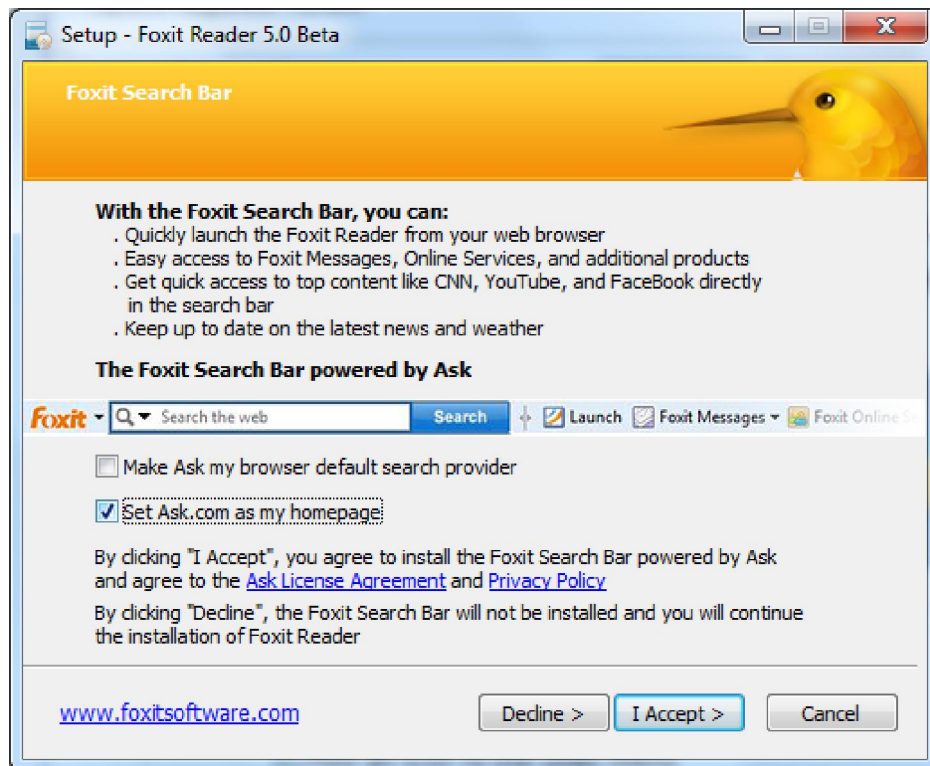 Setup - Foxit Reader 5.0 Beta
Foxit Search Bar
With the Foxit Search Bar, you can:
. Quickly launch the Foxit Reader from your web browser
. Easy access to Foxit Messages, Online Services, and additional products
. Get quick access to top content like CNN, YouTube, and FaceBook directly
in the search bar
. Keep up to date on the latest news and weather
The Foxit Search Bar powered by Ask
Foxit Search the web Search Launch Foxit Messages Foxit Online
Make Ask my browser default search provider
Set Ask.com as my homepage
By clicking "I Accept", you agree to install the Foxit Search Bar powered by Ask
and agree to the Ask License Agreement and Privacy Policy
By clicking "Decline", the Foxit Search Bar will not be installed and you will continue
the installation of Foxit Reader
www.foxitsoftware.com Decline > I Accept > Cancel